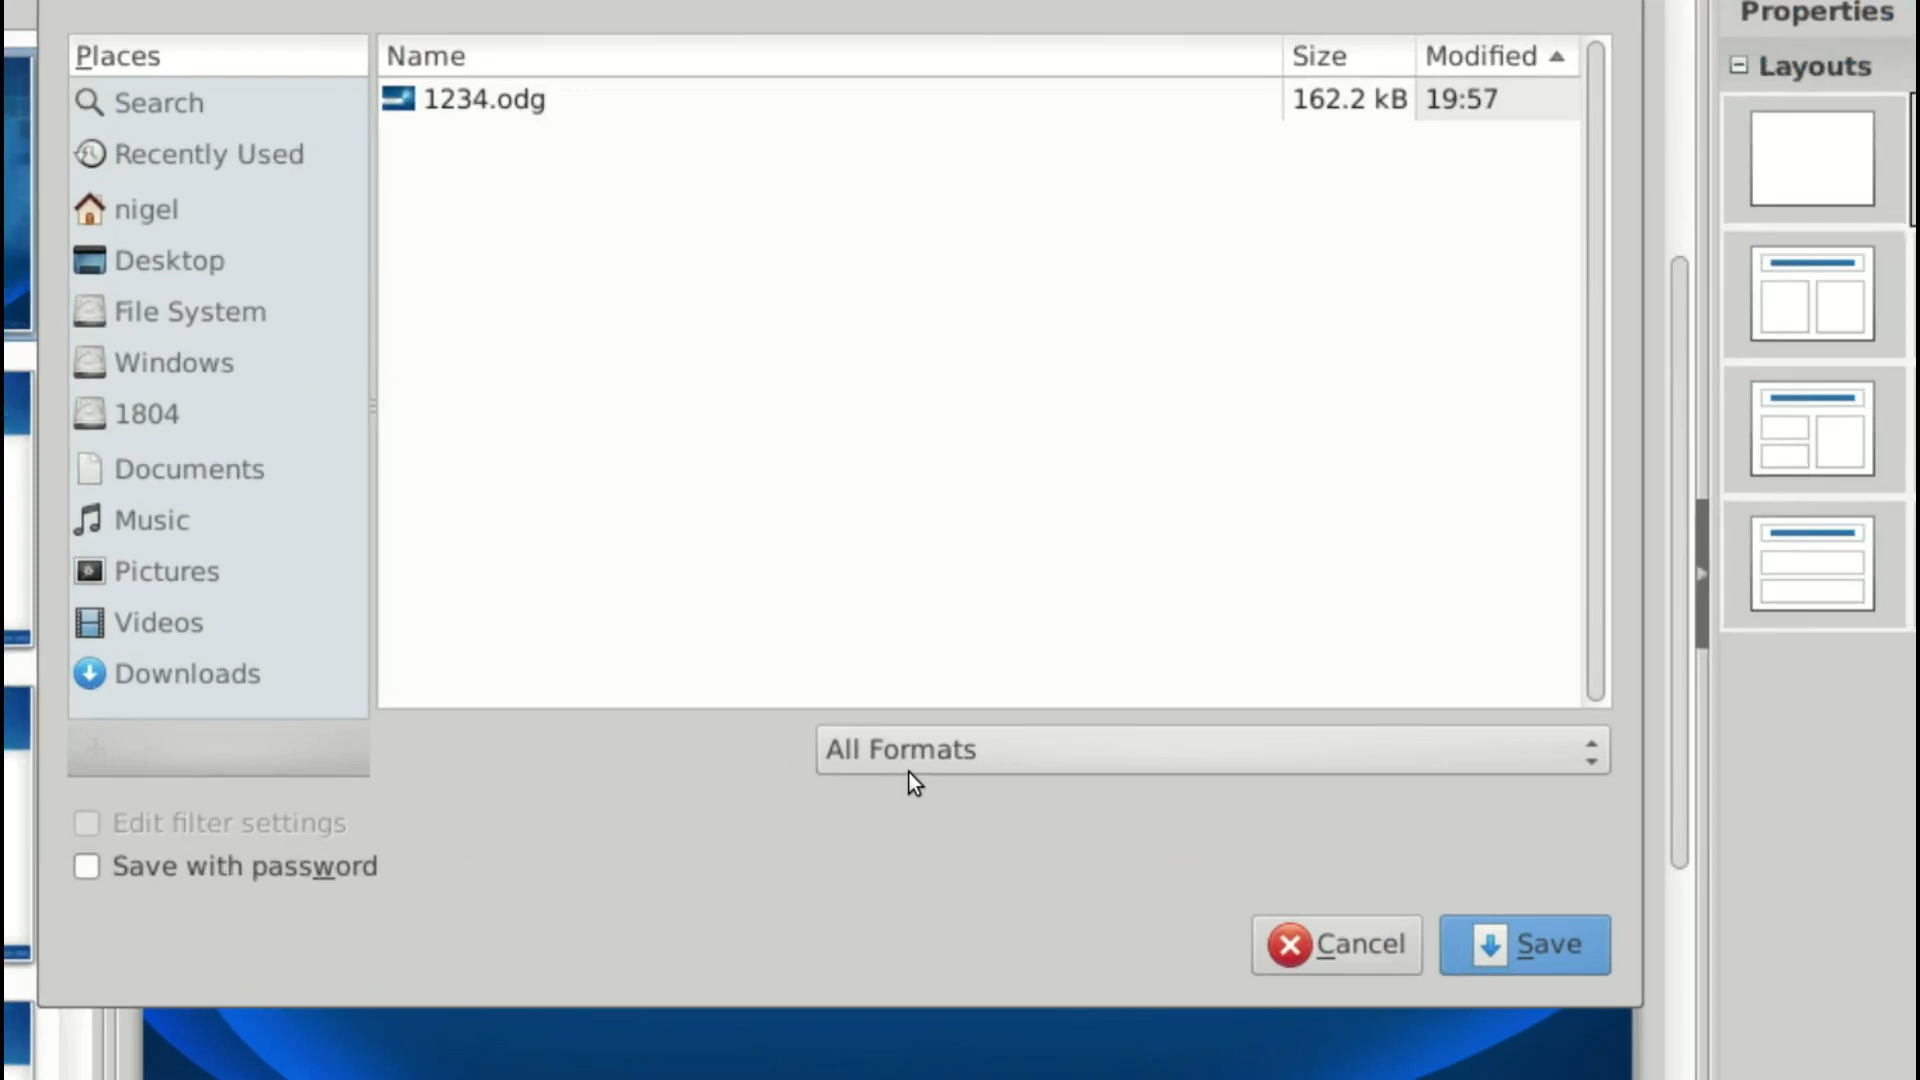 Properties
Places
Name
Size
Modified
Layouts
Search
1234.odg
162.2 kB
19:57
Recently Used
nigel
Desktop
File System
Windows
1804
Documents
Music
Pictures
Videos
Downloads
All Formats
Edit filter settings
Save with password
Cancel
Save